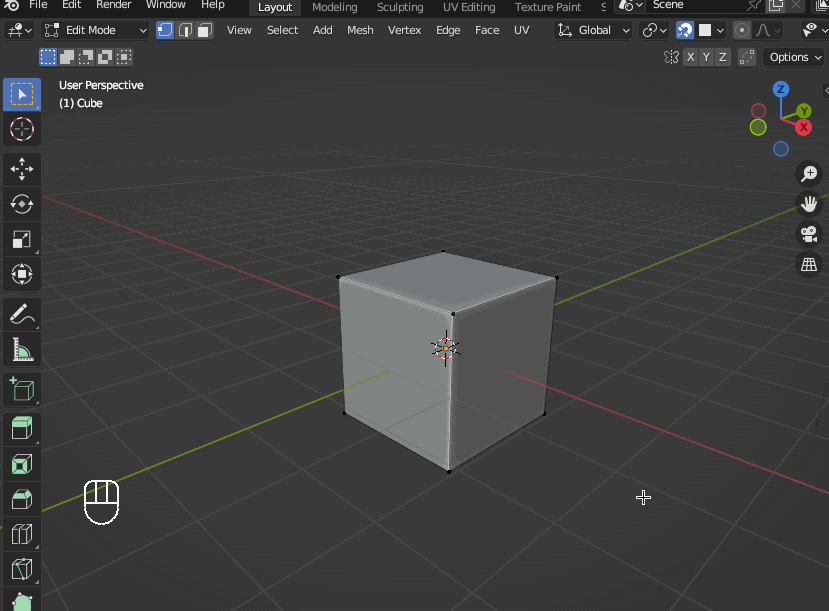 File Edit Render Window Help Layout Modeling Sculpting UV Editing Texture Paint Scene
Edit Mode View Select Add Mesh Vertex Edge Face UV Global
X Y Z Options
User Perspective
(1) Cube
Z
Y
X